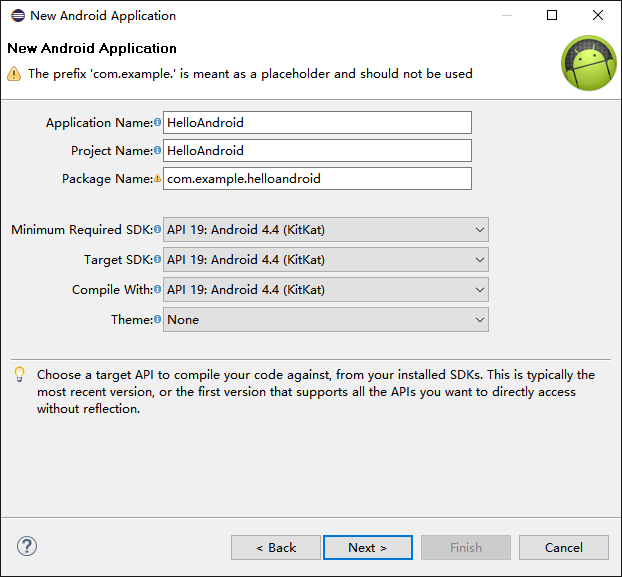 New Android Application
New Android Application
The prefix 'com.example.' is meant as a placeholder and should not be used
Application Name: HelloAndroid
Project Name: HelloAndroid
Package Name: com.example.helloandroid
Minimum Required SDK: API 19: Android 4.4 (KitKat)
Target SDK: API 19: Android 4.4 (KitKat)
Compile With: API 19: Android 4.4 (KitKat)
Theme: None
Choose a target API to compile your code against, from your installed SDKs. This is typically the
most recent version, or the first version that supports all the APIs you want to directly access
without reflection.
? < Back Next > Finish Cancel